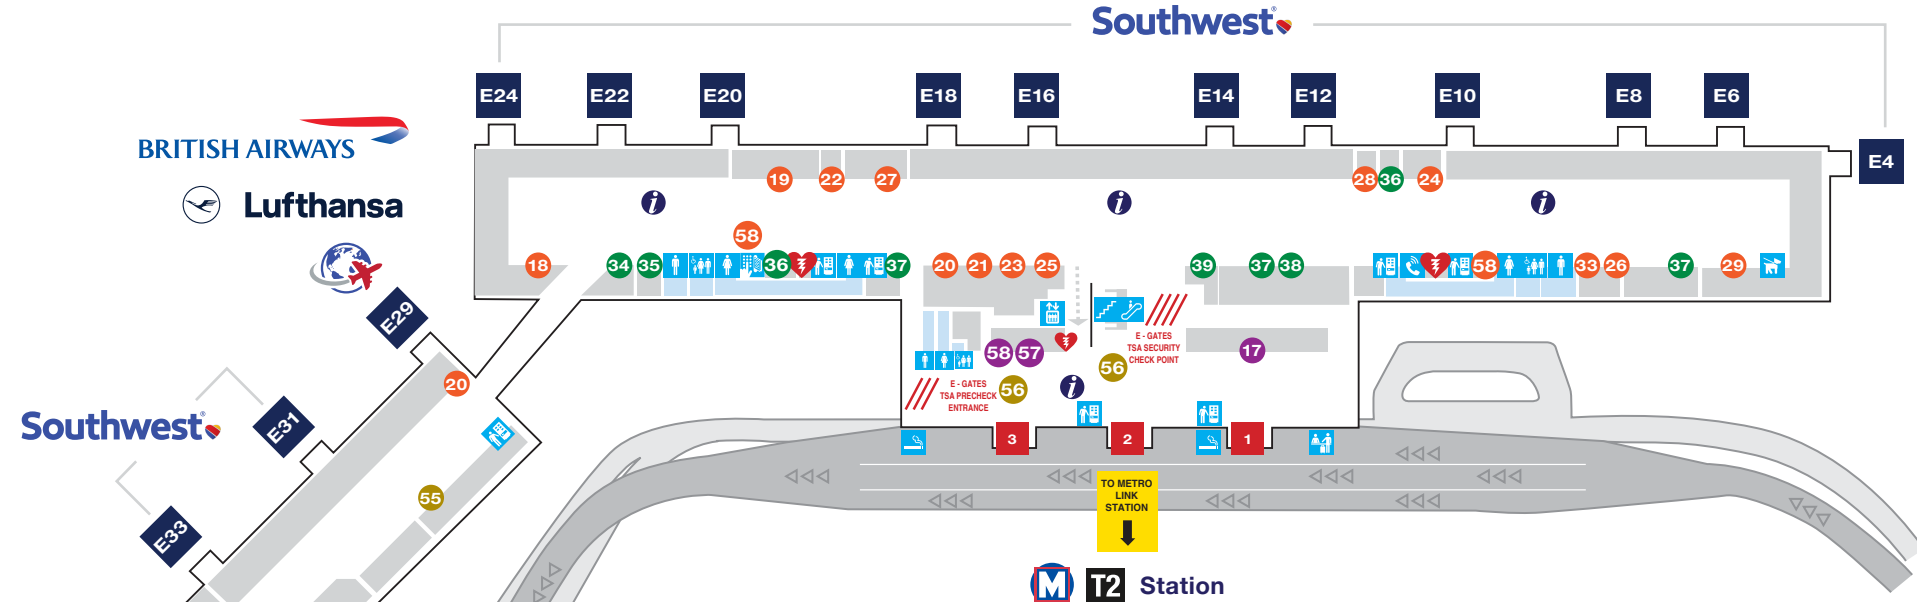 Southwest®
E24
E22
E20
E18
E16
E14
E12
E10
E8
E6
E4
BRITISH AIRWAYS
Lufthansa
19
22
27
28
36
24
i
i
i
58
18
34
35
36
37
20
21
23
25
39
37
38
58
33
26
37
29
E29
E - GATES
TSA SECURITY
CHECK POINT
58
57
17
56
i
E - GATES
TSA PRECHECK
ENTRANCE
56
20
Southwest®
E31
E33
55
3
2
1
TO METRO
LINK
STATION
M T2 Station